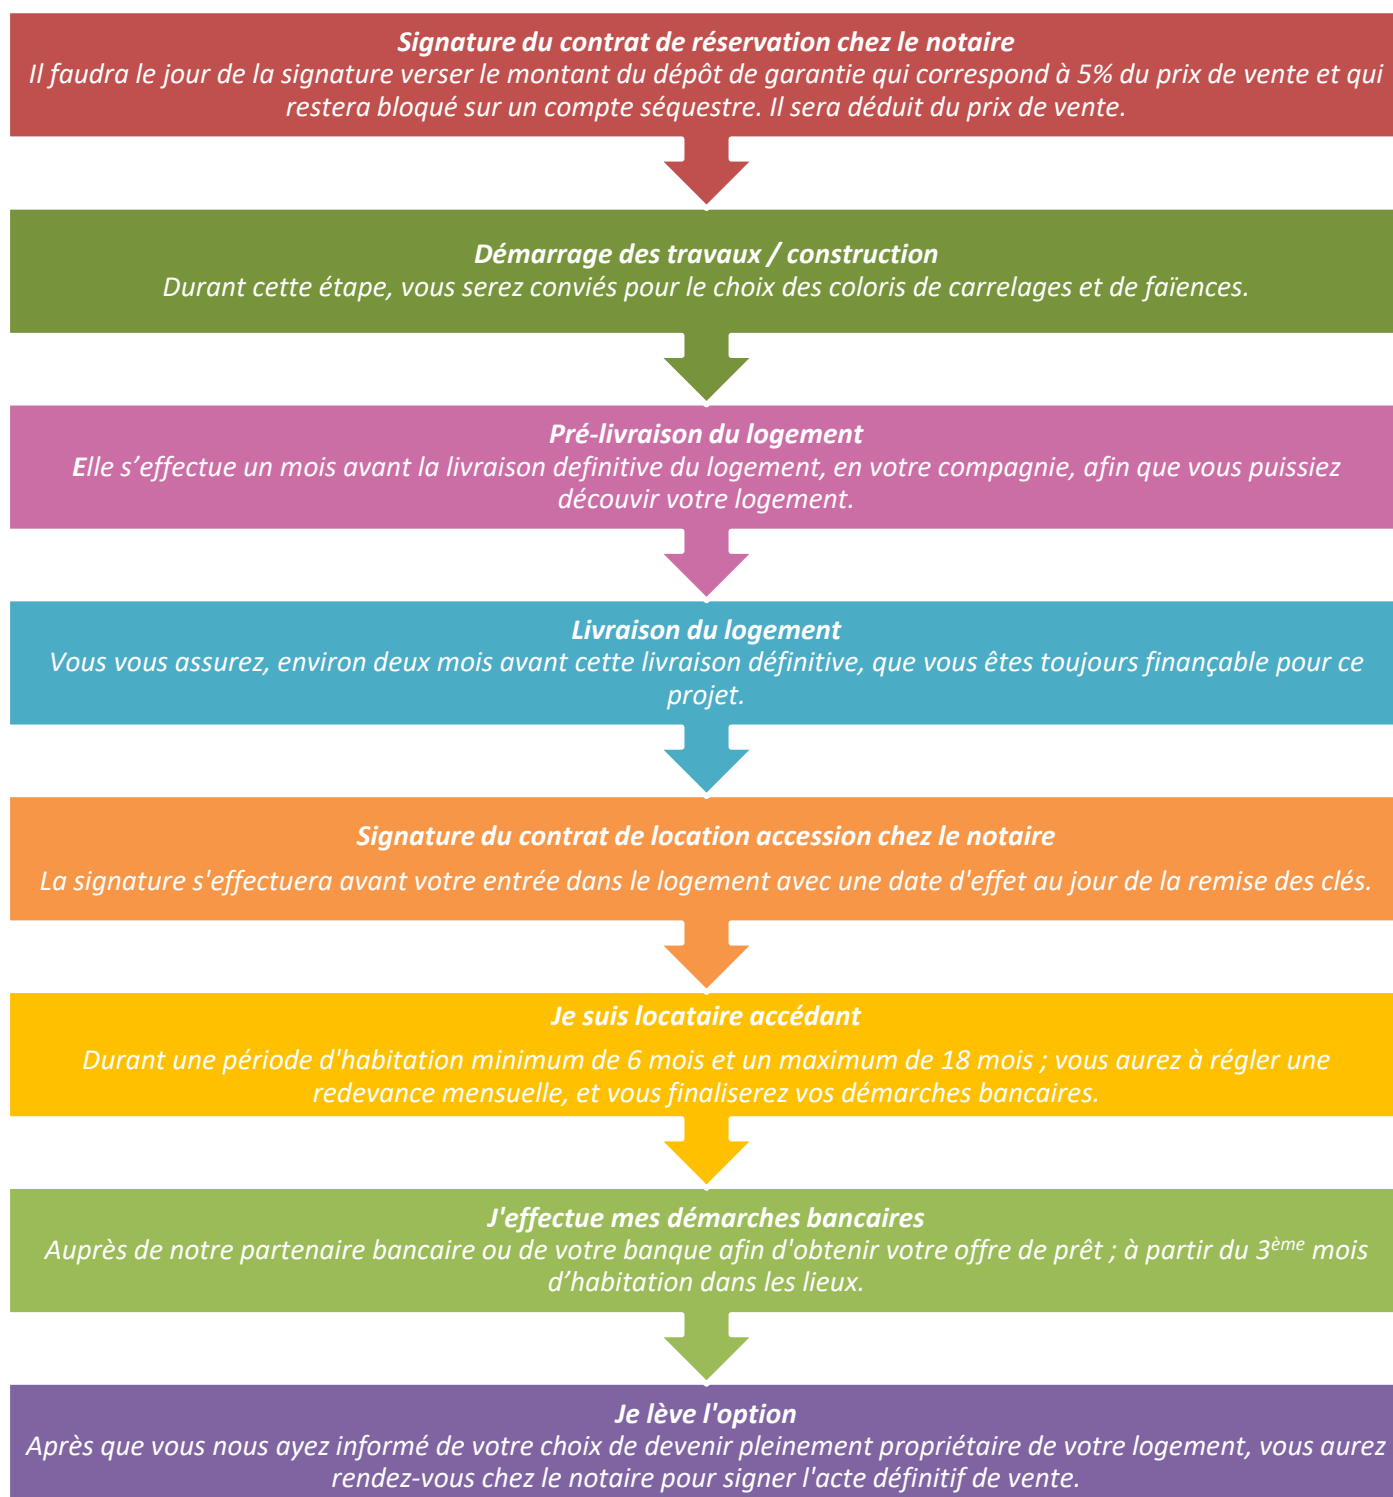 Signature du contrat de réservation chez le notaire
Il faudra le jour de la signature verser le montant du dépôt de garantie qui correspond à 5% du prix de vente et qui
restera bloqué sur un compte séquestre. Il sera déduit du prix de vente.
Démarrage des travaux / construction
Durant cette étape, vous serez conviés pour le choix des coloris de carrelages et de faïences.
Pré-livraison du logement
Elle s’effectue un mois avant la livraison definitive du logement, en votre compagnie, afin que vous puissiez
découvir votre logement.
Livraison du logement
Vous vous assurez, environ deux mois avant cette livraison définitive, que vous êtes toujours finançable pour ce
projet.
Signature du contrat de location accession chez le notaire
La signature s'effectuera avant votre entrée dans le logement avec une date d'effet au jour de la remise des clés.
Je suis locataire accédant
Durant une période d'habitation minimum de 6 mois et un maximum de 18 mois ; vous aurez à régler une
redevance mensuelle, et vous finaliserez vos démarches bancaires.
J'effectue mes démarches bancaires
Auprès de notre partenaire bancaire ou de votre banque afin d'obtenir votre offre de prêt ; à partir du 3ème mois
d’habitation dans les lieux.
Je lève l'option
Après que vous nous ayez informé de votre choix de devenir pleinement propriétaire de votre logement, vous aurez
rendez-vous chez le notaire pour signer l'acte définitif de vente.